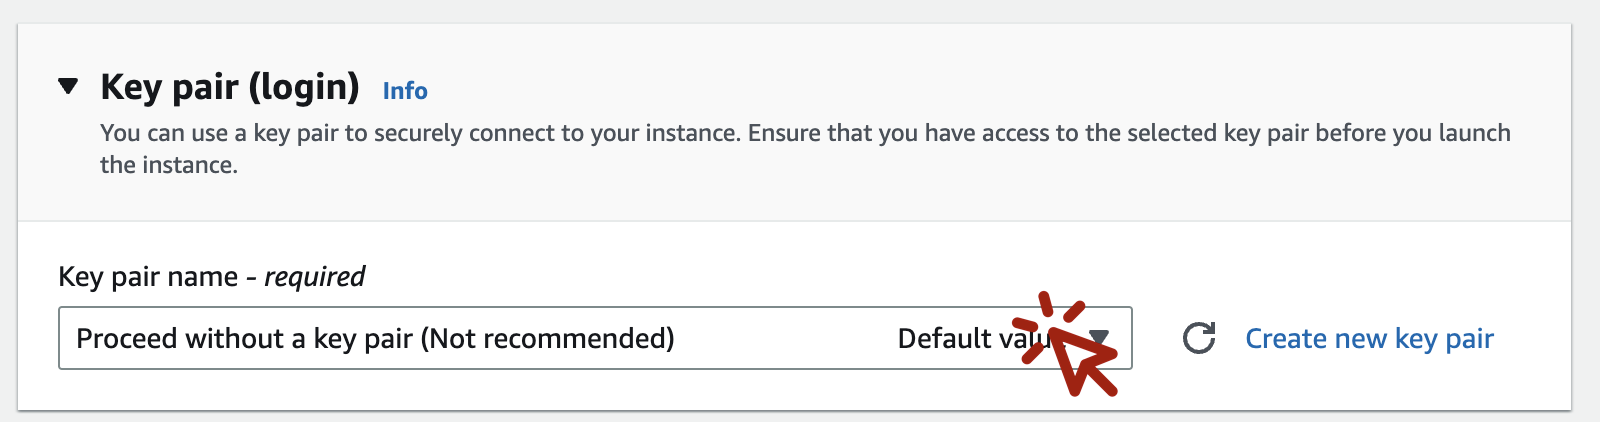 Key pair (login) Info
You can use a key pair to securely connect to your instance. Ensure that you have access to the selected key pair before you launch
the instance.
Key pair name - required
Proceed without a key pair (Not recommended) Default value Create new key pair